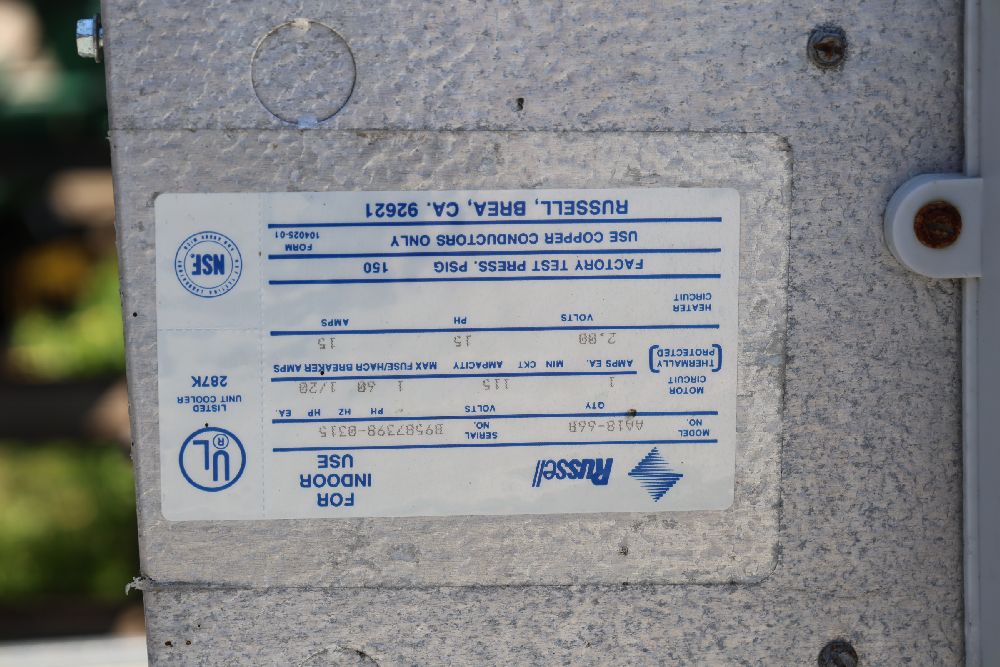 Russell
FOR
INDOOR
USE
UL
®
LISTED
UNIT COOLER
287K
MODEL
NO.
AA18-66B
SERIAL
NO.
B9587398-0315
MOTOR
CIRCUIT
(THERMALLY
PROTECTED)
QTY VOLTS PH HZ HP EA.
1 115 1 60 1/20
AMPS EA. MIN CKT AMPACITY MAX FUSE/HACR BREAKER AMPS
2.00 15 15
HEATER
CIRCUIT
VOLTS PH AMPS
FACTORY TEST PRESS. PSIG 150
USE COPPER CONDUCTORS ONLY
FORM
104025-01
RUSSELL, BREA, CA. 92621
NSF.